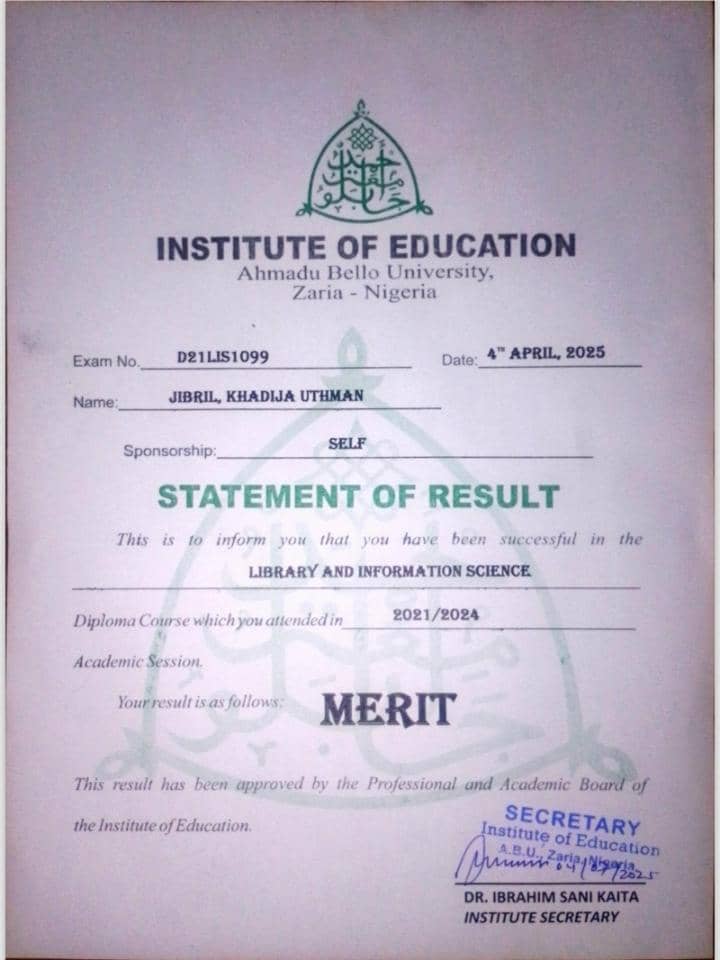 INSTITUTE OF EDUCATION
Ahmadu Bello University,
Zaria - Nigeria
Exam No. D21LIS1099 Date: 4TH APRIL, 2025
Name: JIBRIL, KHADIJA UTHMAN
Sponsorship: SELF
STATEMENT OF RESULT
This is to inform you that you have been successful in the
LIBRARY AND INFORMATION SCIENCE
Diploma Course which you attended in 2021/2024
Academic Session.
Your result is as follows: MERIT
This result has been approved by the Professional and Academic Board of
the Institute of Education.
SECRETARY
Institute of Education
A.B.U., Zaria, Nigeria
04/07/2025
DR. IBRAHIM SANI KAITA
INSTITUTE SECRETARY